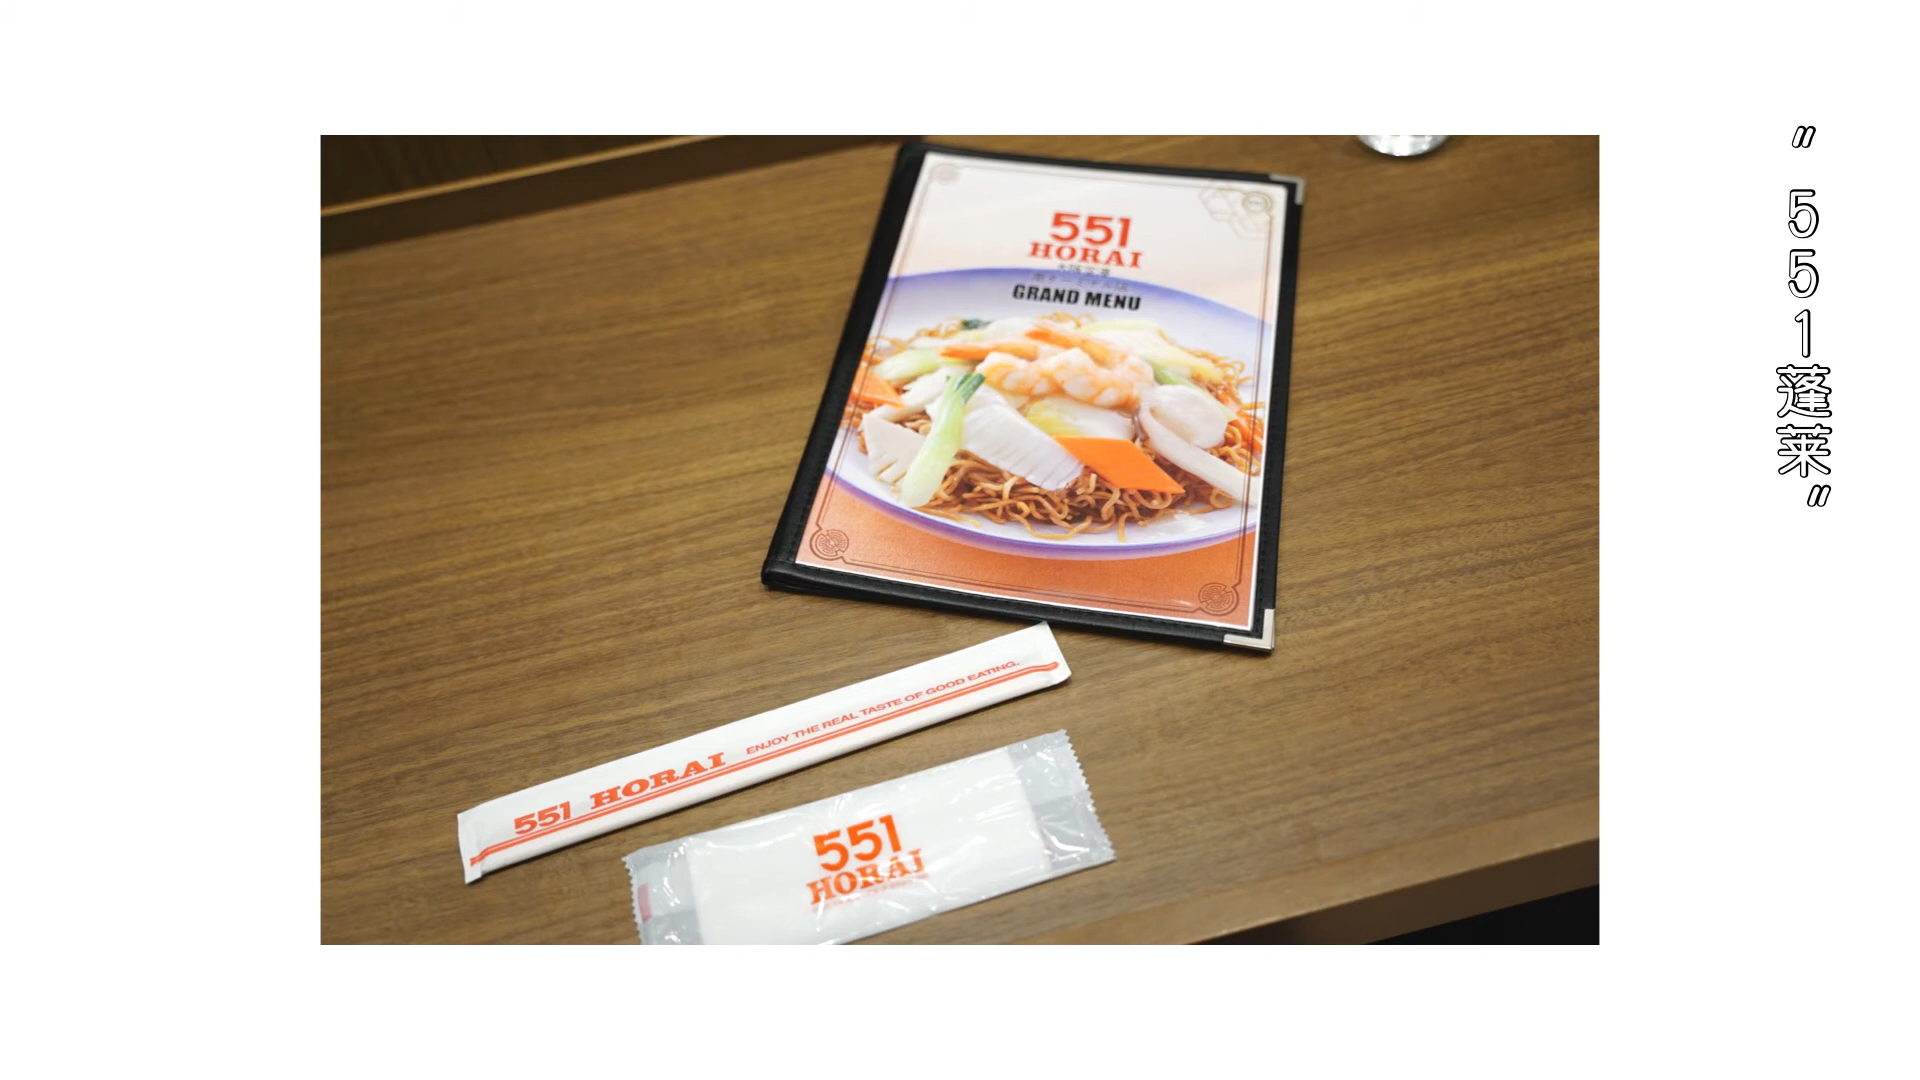 〃551蓬莱〃
551
HORAI
GRAND MENU
551 HORAI ENJOY THE REAL TASTE OF GOOD EATING.
551
HORAI